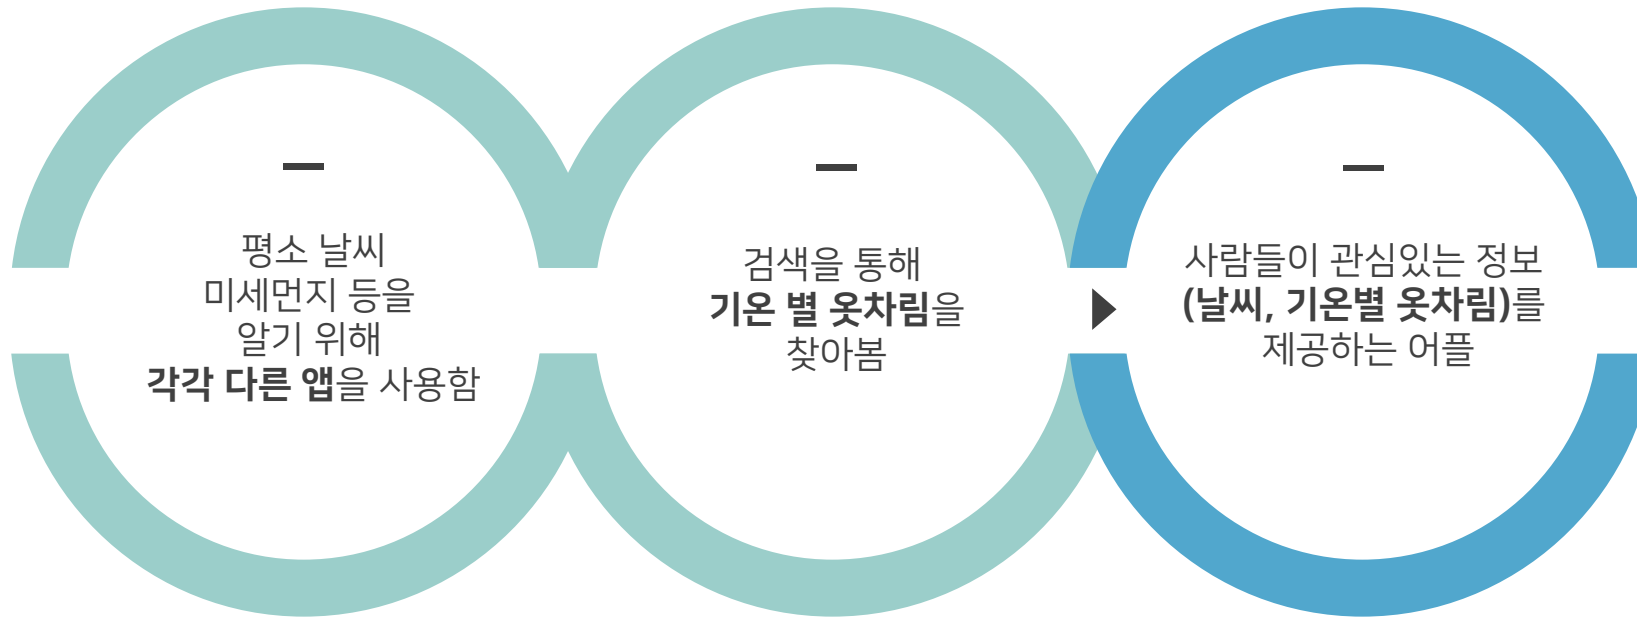 평소 날씨
미세먼지 등을
알기 위해
각각 다른 앱을 사용함
검색을 통해
기온 별 옷차림을
찾아봄
사람들이 관심있는 정보
(날씨, 기온별 옷차림)를
제공하는 어플